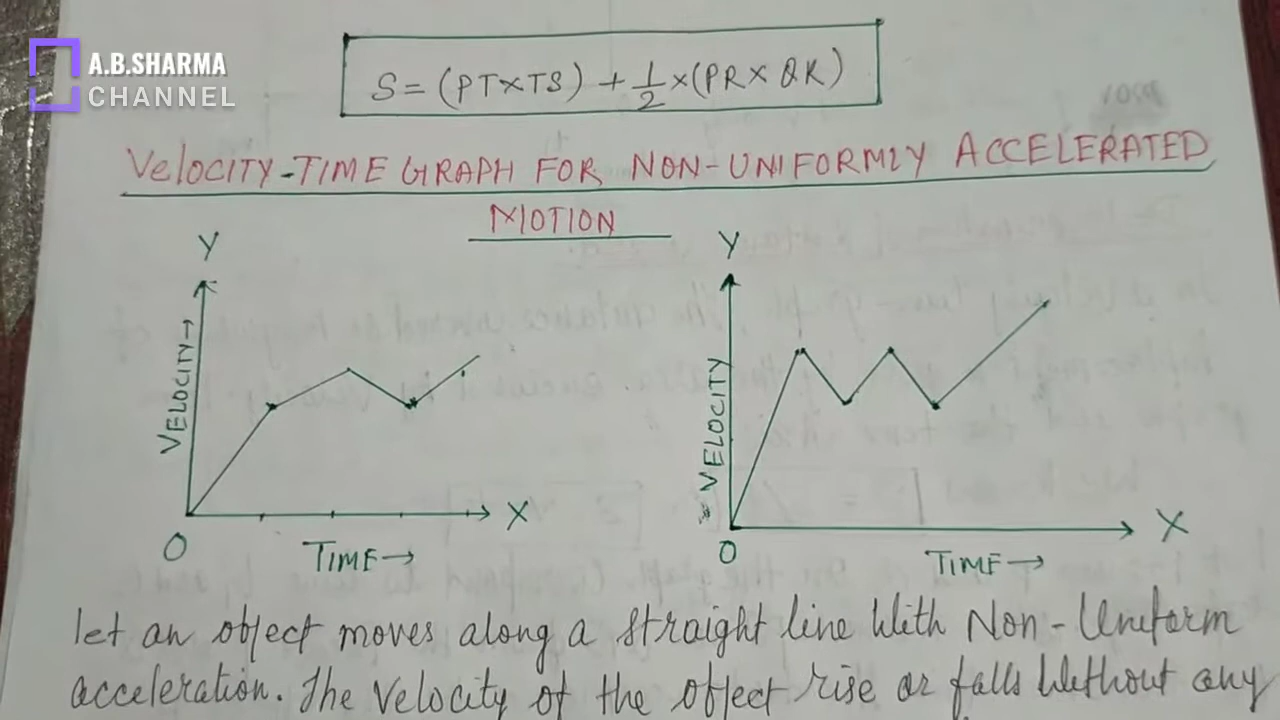 A.B.SHARMA
CHANNEL
S = (PT×TS) + 1/2 × (PR × QR)
VelOCITY-TIME GRAPH FOR NON-UNIFORMLY ACCELERATED
MOTION
Y
VELOCITY→
O
TIME→
X
Y
VELOCITY
O
TIME→
X
let an object moves along a straight line with Non-Uniform
acceleration. The velocity of the object rise or falls without any